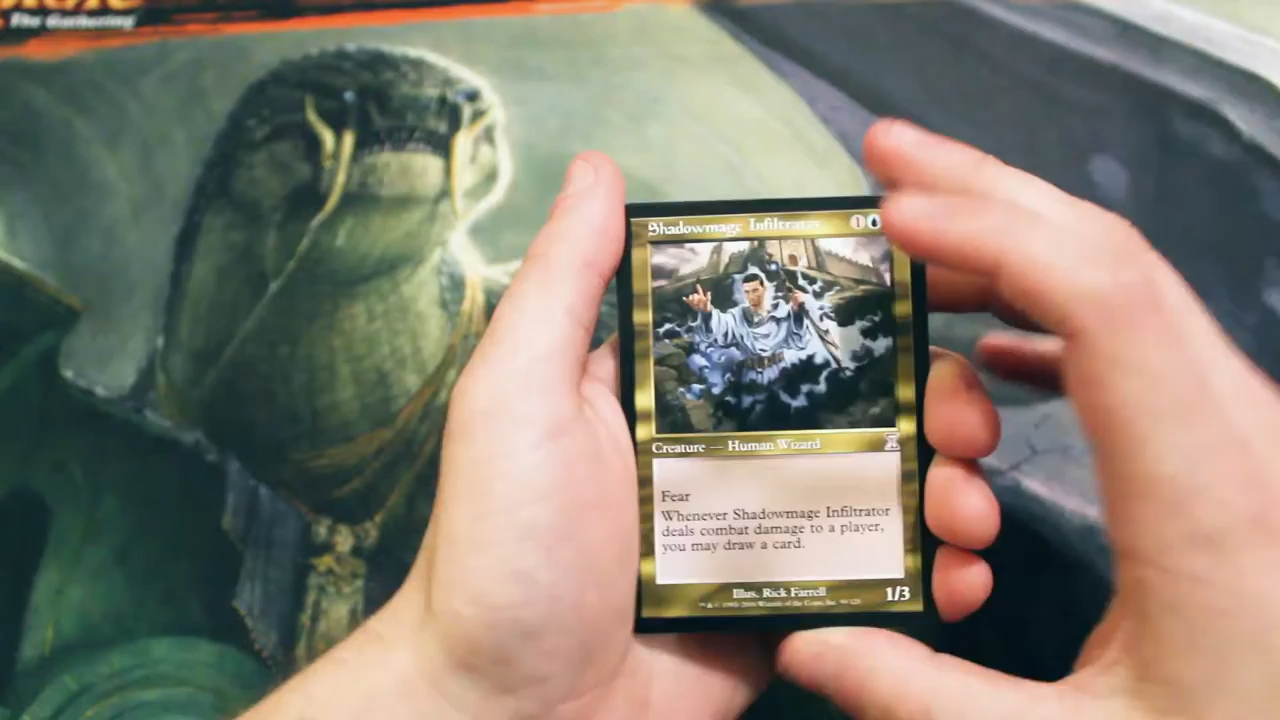 The Gathering
Shadowmage Infiltrator 1
Creature — Human Wizard
Fear
Whenever Shadowmage Infiltrator
deals combat damage to a player,
you may draw a card.
Illus. Rick Farrell
1/3